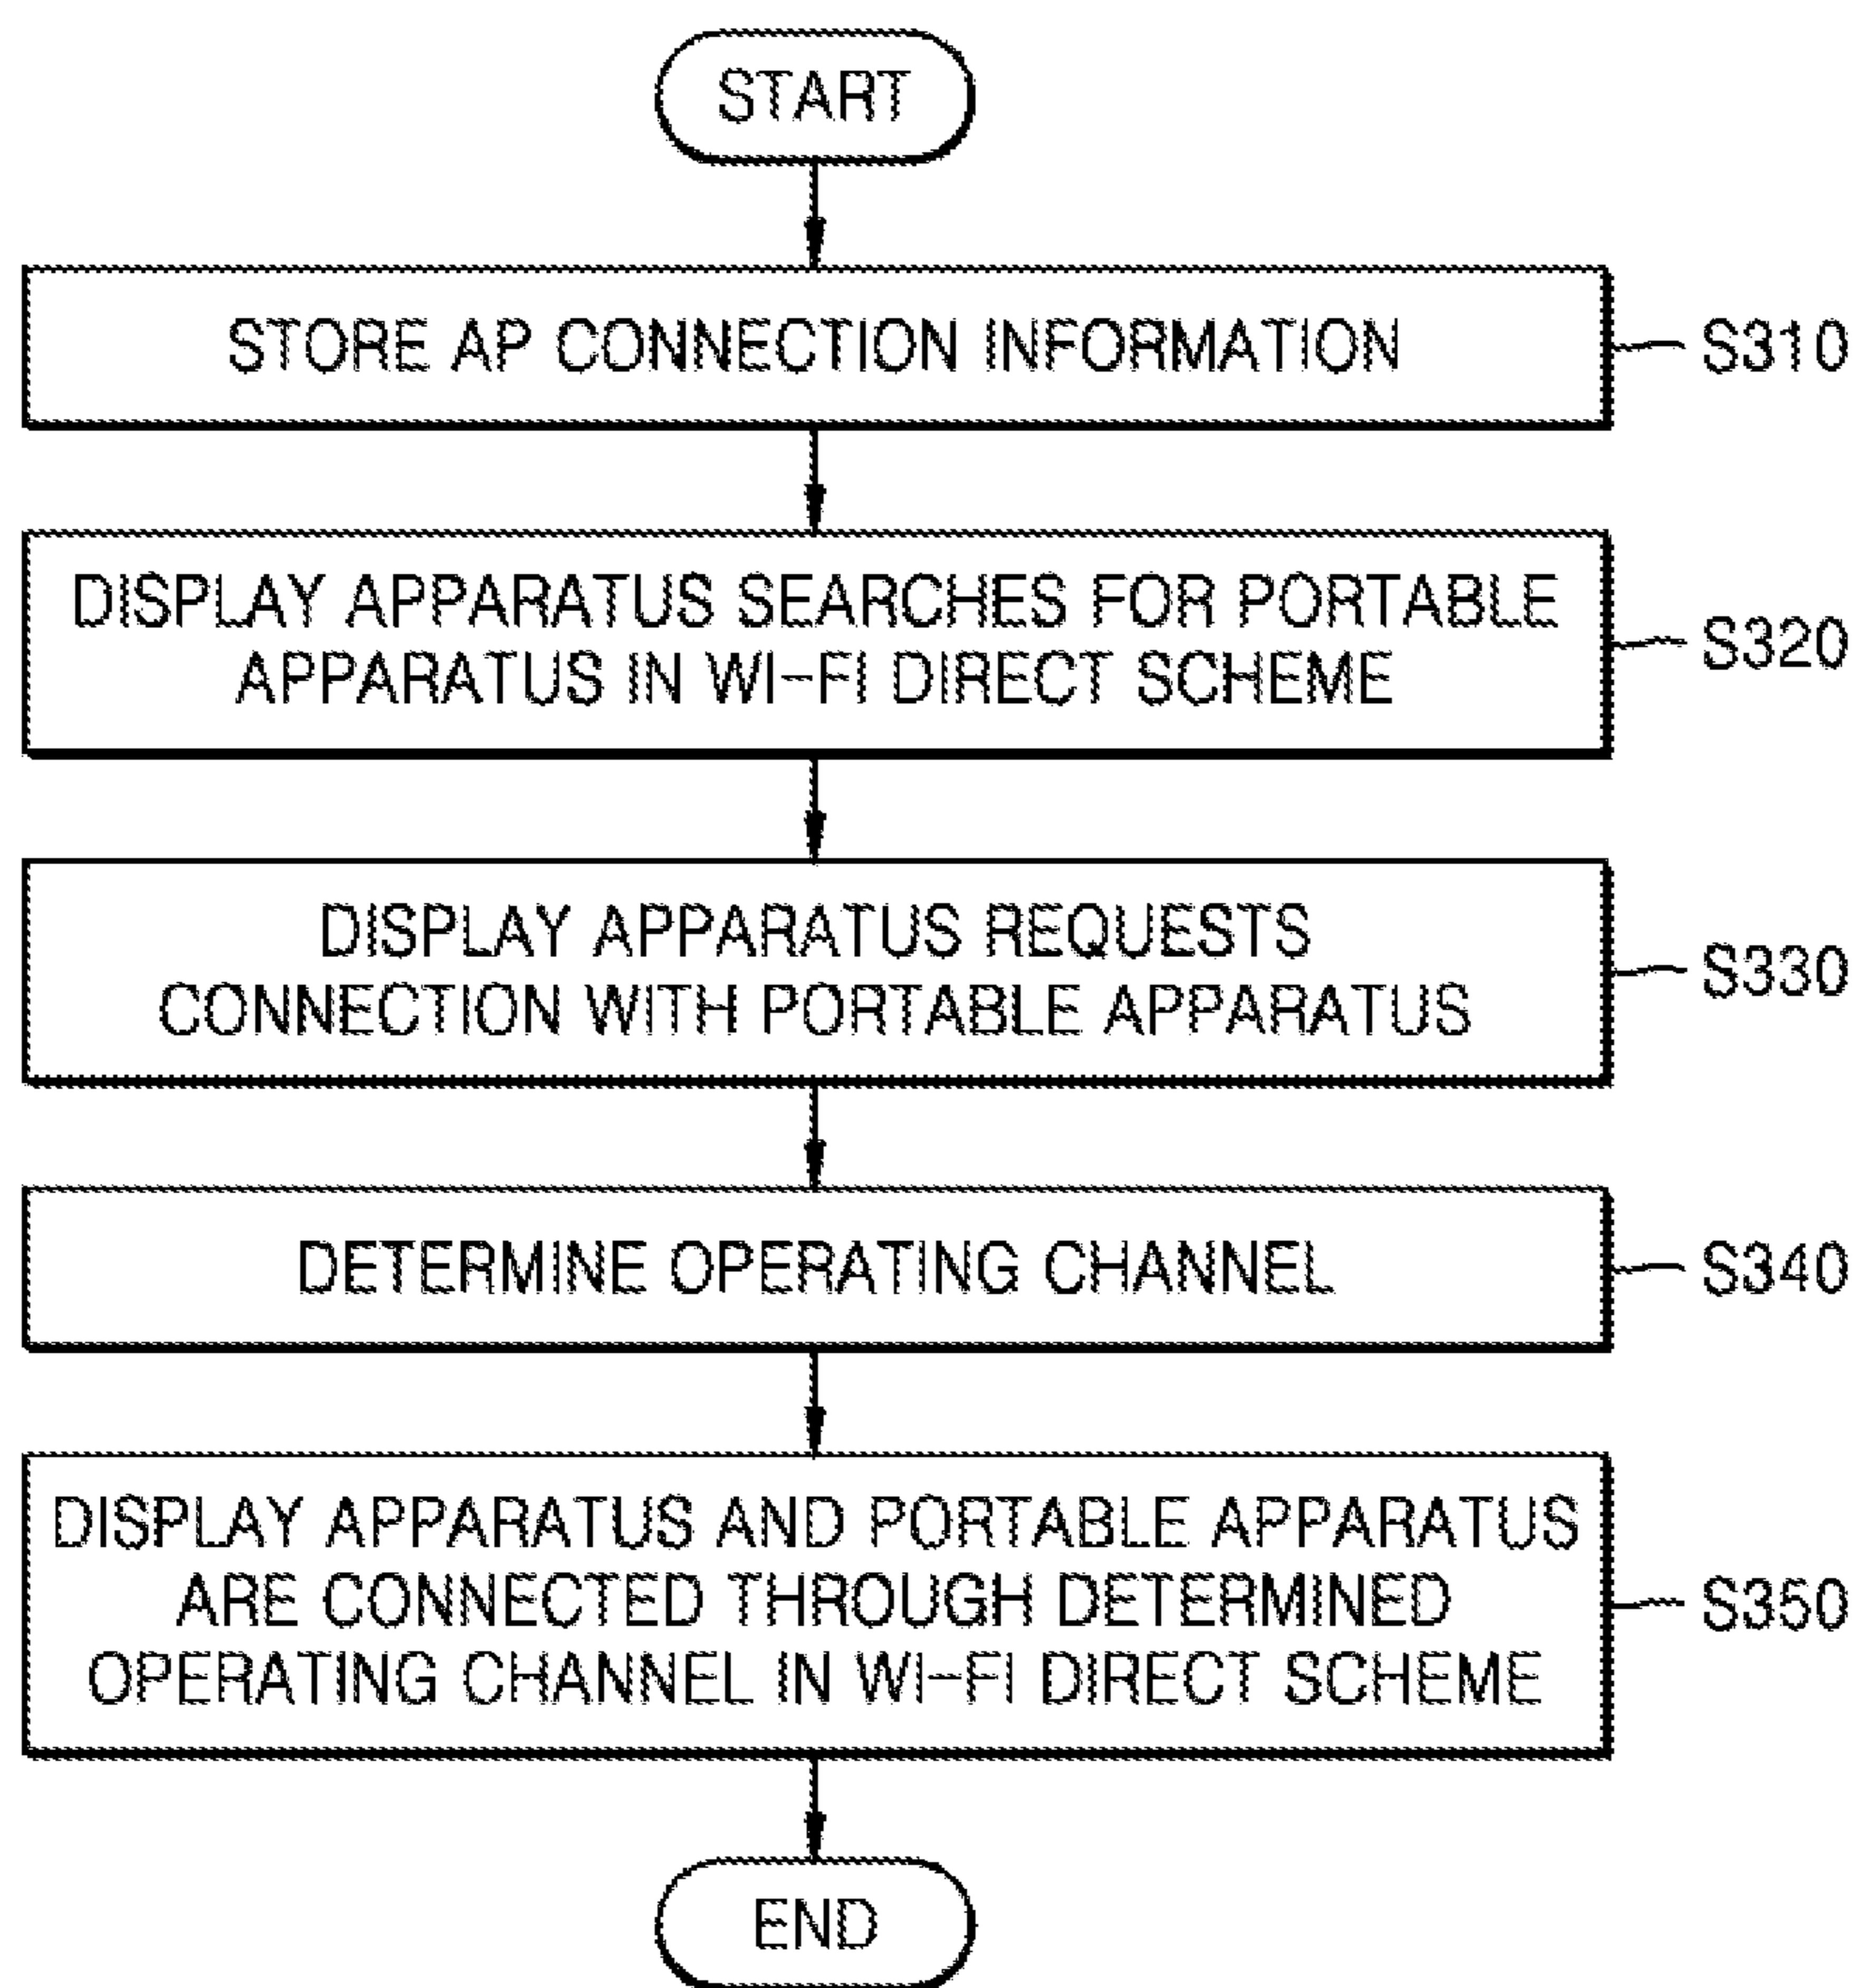 START
STORE AP CONNECTION INFORMATION
S310
DISPLAY APPARATUS SEARCHES FOR PORTABLE
APPARATUS IN WI-FI DIRECT SCHEME
S320
DISPLAY APPARATUS REQUESTS
CONNECTION WITH PORTABLE APPARATUS
S330
DETERMINE OPERATING CHANNEL
S340
DISPLAY APPARATUS AND PORTABLE APPARATUS
ARE CONNECTED THROUGH DETERMINED
OPERATING CHANNEL IN WI-FI DIRECT SCHEME
S350
END